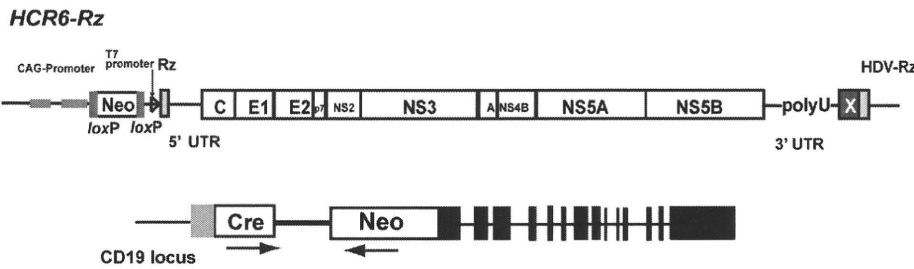 HCR6-Rz
CAG-Promoter
T7
promoter
Rz
HDV-Rz
Neo
C E1 E2 p7 NS2 NS3 A NS4B NS5A NS5B
polyU
X
loxP
loxP
5' UTR
3' UTR
Cre
Neo
CD19 locus